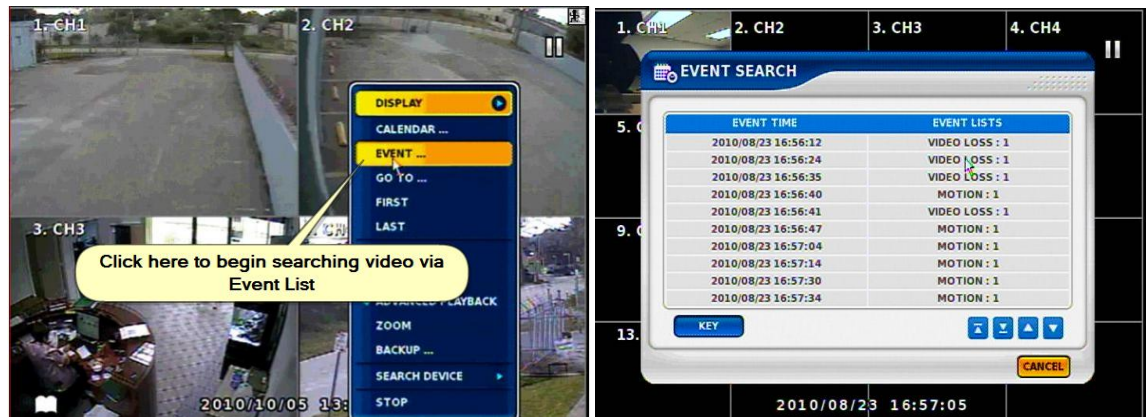 1. CH1
2. CH2
DISPLAY
CALENDAR ...
EVENT ...
GO TO ...
FIRST
LAST
3. CH3
Click here to begin searching video via
Event List
ADVANCED PLAYBACK
ZOOM
BACKUP ...
SEARCH DEVICE
STOP
2010/10/05 13:
1. CH1
2. CH2
3. CH3
4. CH4
EVENT SEARCH
5.
EVENT TIME EVENT LISTS
2010/08/23 16:56:12 VIDEO LOSS : 1
2010/08/23 16:56:24 VIDEO LOSS : 1
2010/08/23 16:56:35 VIDEO LOSS : 1
2010/08/23 16:56:40 MOTION : 1
2010/08/23 16:56:41 VIDEO LOSS : 1
2010/08/23 16:56:47 MOTION : 1
2010/08/23 16:57:04 MOTION : 1
2010/08/23 16:57:14 MOTION : 1
2010/08/23 16:57:30 MOTION : 1
2010/08/23 16:57:34 MOTION : 1
9.
13.
KEY
CANCEL
2010/08/23 16:57:05